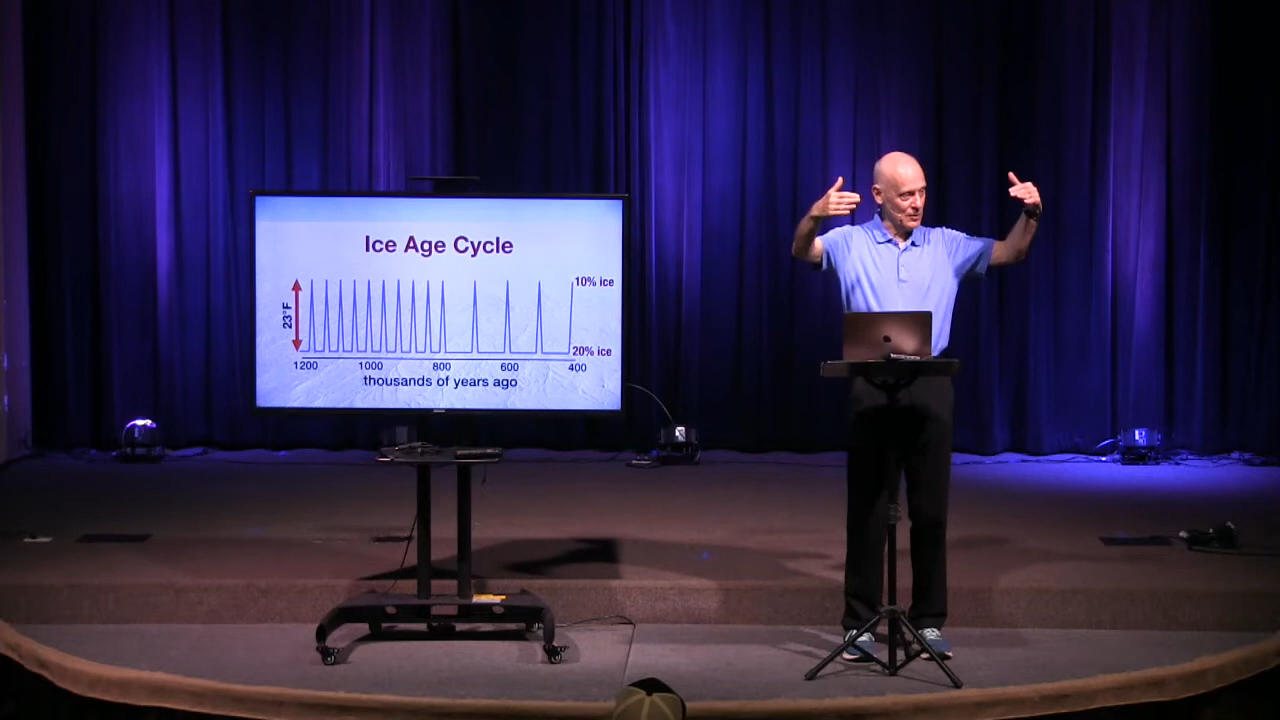 Ice Age Cycle
10% ice
23°F
20% ice
1200 1000 800 600 400
thousands of years ago